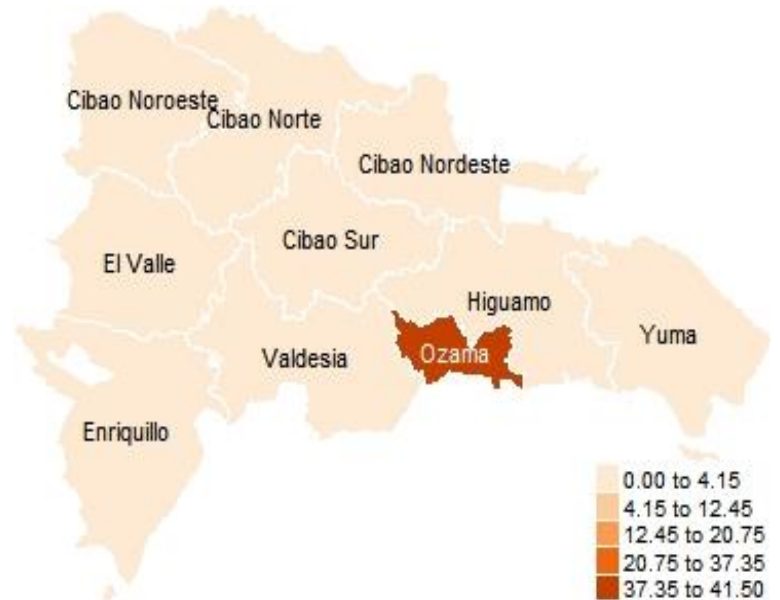 Cibao Noroeste
Cibao Norte
Cibao Nordeste
Cibao Sur
El Valle
Higuamo
Yuma
Ozama
Valdesia
Enriquillo
0.00 to 4.15
4.15 to 12.45
12.45 to 20.75
20.75 to 37.35
37.35 to 41.50